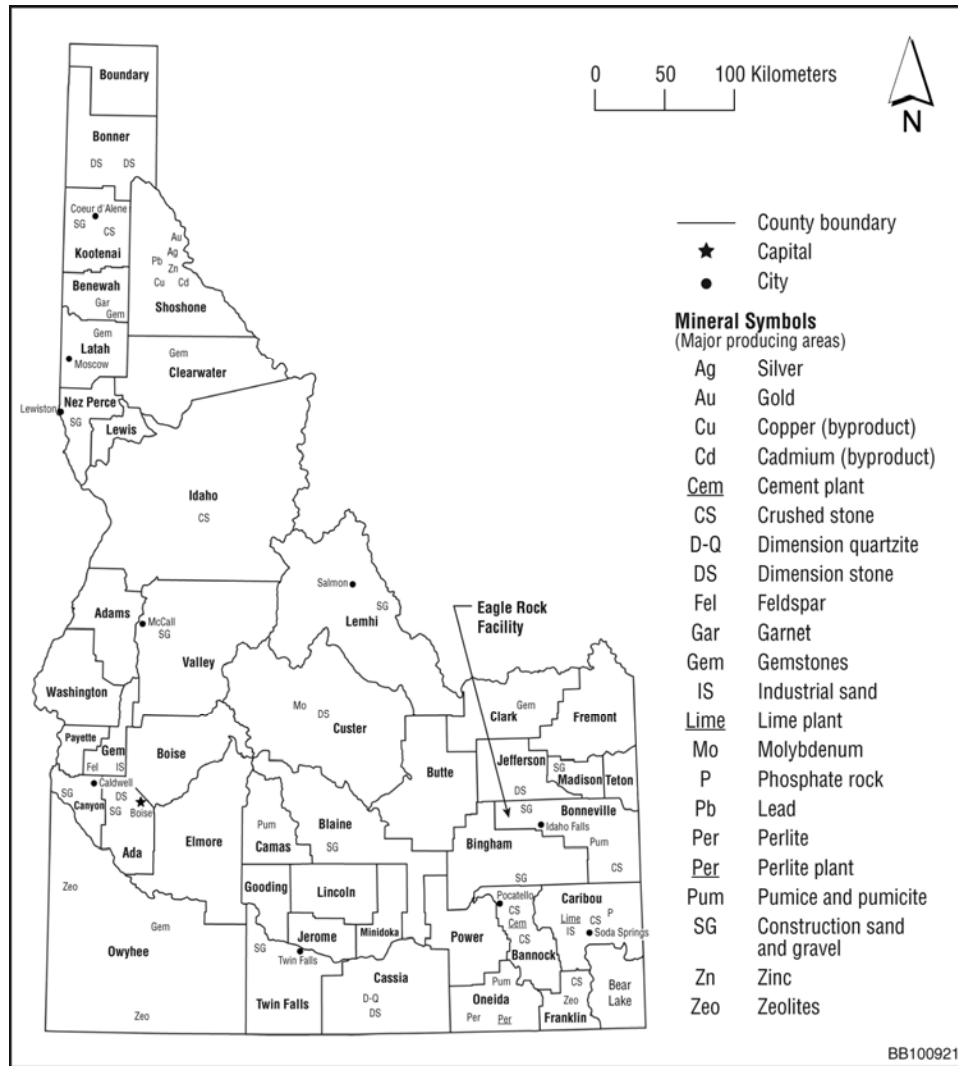 Boundary
0 50 100 Kilometers
N
Bonner
DS DS
Coeur d'Alene
SG
CS
Kootenai
Au
Ag
Pb Zn
Cu Cd
Shoshone
Benewah
Gar
Gem
Gem
Latah
Moscow
Gem
Clearwater
Lewiston
Nez Perce
SG
Lewis
Idaho
CS
Salmon
SG
Lemhi
Adams
McCall
SG
Valley
Washington
Eagle Rock
Facility
Mo
DS
Custer
Clark
Gem
Fremont
Payette
Gem
Fel IS
Boise
Butte
Jefferson
DS
SG
Madison
Teton
Caldwell
SG
Canyon
DS
SG
Boise
Ada
Elmore
Pum
Camas
Blaine
SG
SG
Bonneville
Idaho Falls
Pum
CS
Bingham
SG
Zeo
Gem
Owyhee
Zeo
Gooding
Lincoln
Jerome
Minidoka
SG
Twin Falls
Twin Falls
Cassia
D-Q
DS
Power
Pocatello
CS
Cem
CS
Bannock
Caribou
Lime
IS
P
CS
Soda Springs
Pum
Oneida
Per Per
CS
Zeo
Franklin
Bear
Lake
County boundary
Capital
City
Mineral Symbols
(Major producing areas)
Ag Silver
Au Gold
Cu Copper (byproduct)
Cd Cadmium (byproduct)
Cem Cement plant
CS Crushed stone
D-Q Dimension quartzite
DS Dimension stone
Fel Feldspar
Gar Garnet
Gem Gemstones
IS Industrial sand
Lime Lime plant
Mo Molybdenum
P Phosphate rock
Pb Lead
Per Perlite
Per Perlite plant
Pum Pumice and pumicite
SG Construction sand
and gravel
Zn Zinc
Zeo Zeolites
BB100921